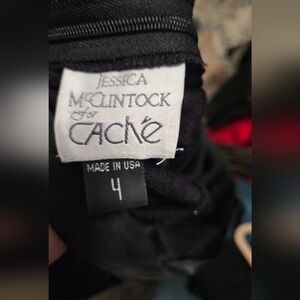 JESSICA
McCLINTOCK
for
CACHÉ
MADE IN USA
4